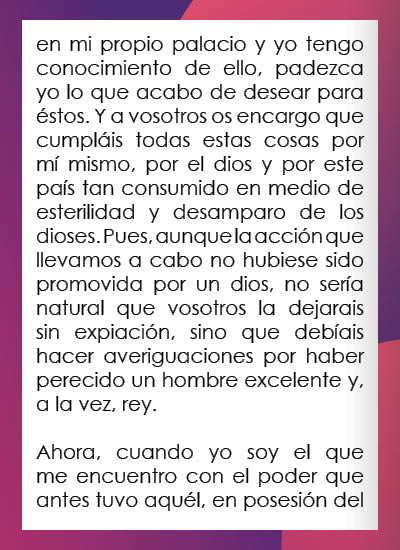 en mi propio palacio y yo tengo
conocimiento de ello, padezca
yo lo que acabo de desear para
éstos. Y a vosotros os encargo que
cumpláis todas estas cosas por
mí mismo, por el dios y por este
país tan consumido en medio de
esterilidad y desamparo de los
dioses. Pues, aunque la acción que
llevamos a cabo no hubiese sido
promovida por un dios, no sería
natural que vosotros la dejarais
sin expiación, sino que debíais
hacer averiguaciones por haber
perecido un hombre excelente y,
a la vez, rey.

Ahora, cuando yo soy el que
me encuentro con el poder que
antes tuvo aquél, en posesión del